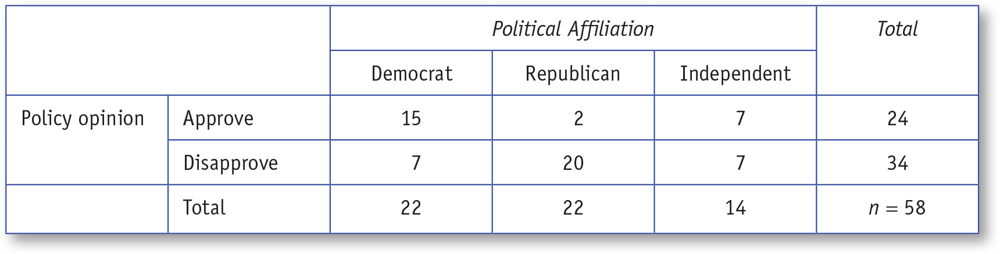 Political Affiliation Total
Democrat Republican Independent
Policy opinion Approve 15 2 7 24
Disapprove 7 20 7 34
Total 22 22 14 n = 58